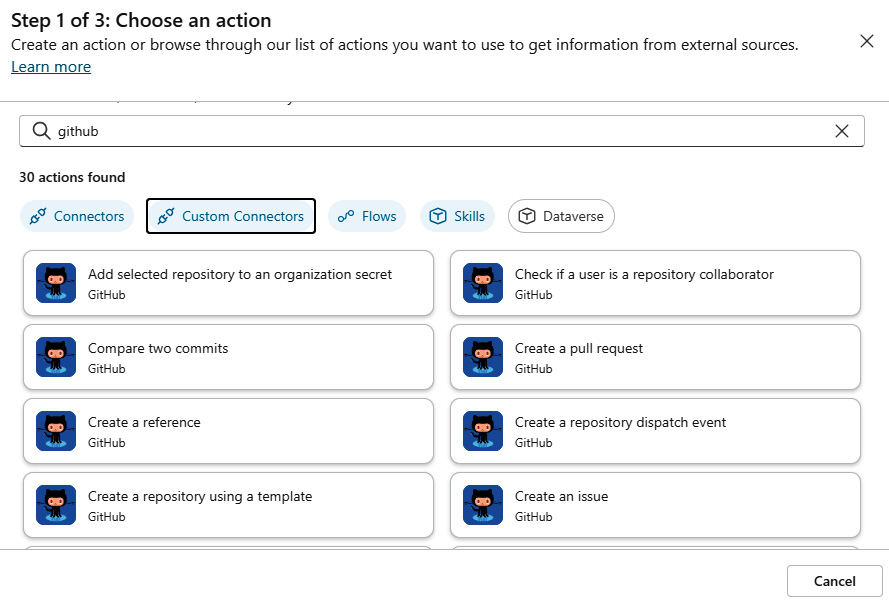 Step 1 of 3: Choose an action
Create an action or browse through our list of actions you want to use to get information from external sources.
Learn more
github
30 actions found
Connectors
Custom Connectors
Flows
Skills
Dataverse
Add selected repository to an organization secret
GitHub
Check if a user is a repository collaborator
GitHub
Compare two commits
GitHub
Create a pull request
GitHub
Create a reference
GitHub
Create a repository dispatch event
GitHub
Create a repository using a template
GitHub
Create an issue
GitHub
Cancel